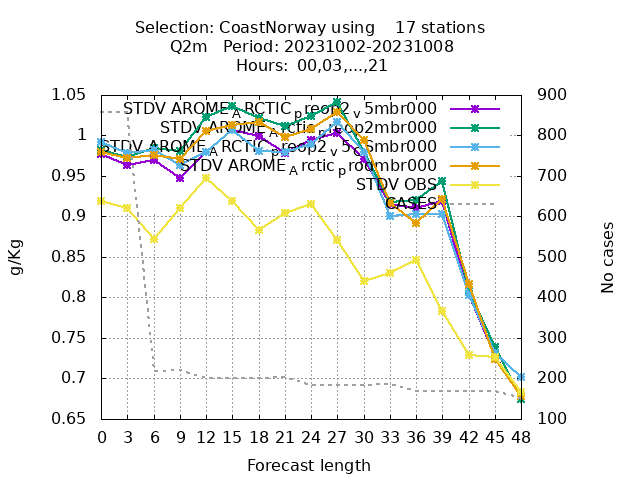 Selection: CoastNorway using 17 stations
Q2m Period: 20231002-20231008
Hours: 00,03,...,21
1.05
1
0.95
0.9
0.85
0.8
0.75
0.7
0.65
900
800
700
600
500
400
300
200
100
STDV AROME_ARCTIC_preop2_v5mbr000
STDV OBS
CASES
g/Kg
No cases
0 3 6 9 12 15 18 21 24 27 30 33 36 39 42 45 48
Forecast length